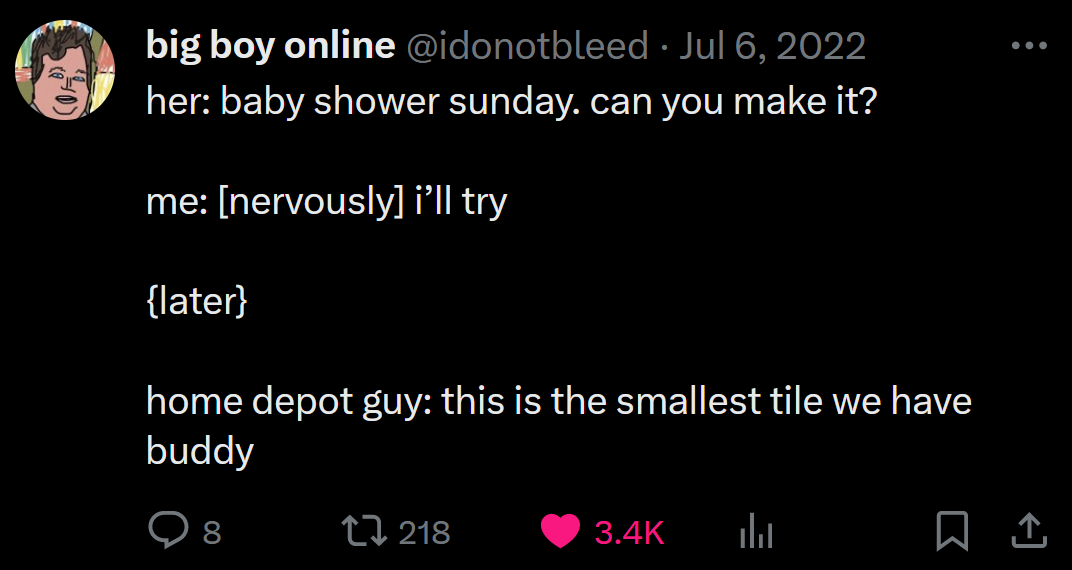 big boy online @idonotbleed · Jul 6, 2022
her: baby shower sunday. can you make it?
me: [nervously] i’ll try
{later}
home depot guy: this is the smallest tile we have
buddy
8 218 3.4K